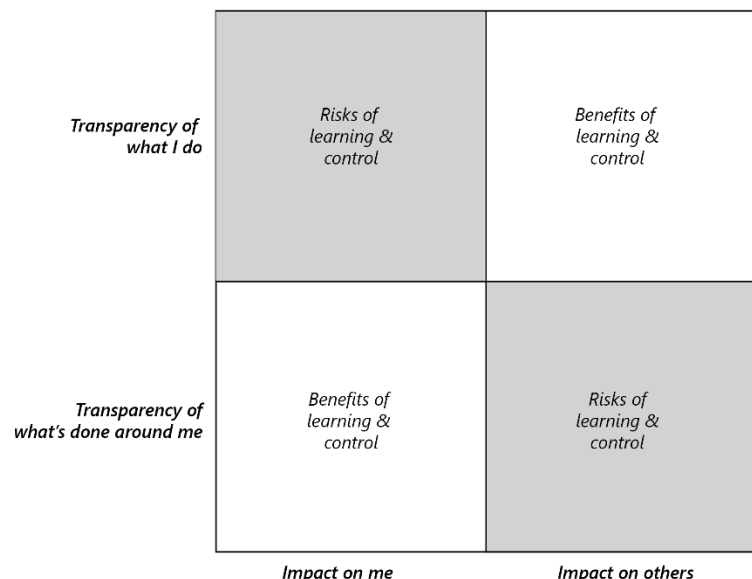 Transparency of
what I do
Risks of
learning &
control
Benefits of
learning &
control
Transparency of
what's done around me
Benefits of
learning &
control
Risks of
learning &
control
Impact on me
Impact on others